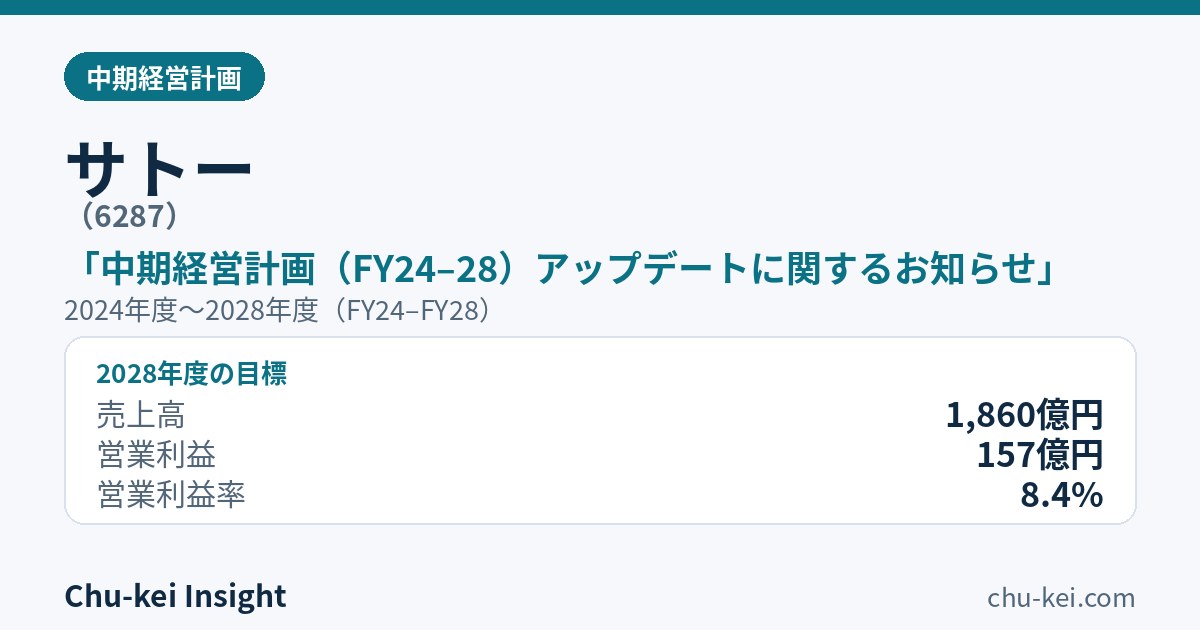 中期経営計画
サトー
（6287）
「中期経営計画（FY24–28）アップデートに関するお知らせ」
2024年度〜2028年度（FY24–FY28）
2028年度の目標
売上高 1,860億円
営業利益 157億円
営業利益率 8.4%
Chu-kei Insight chu-kei.com